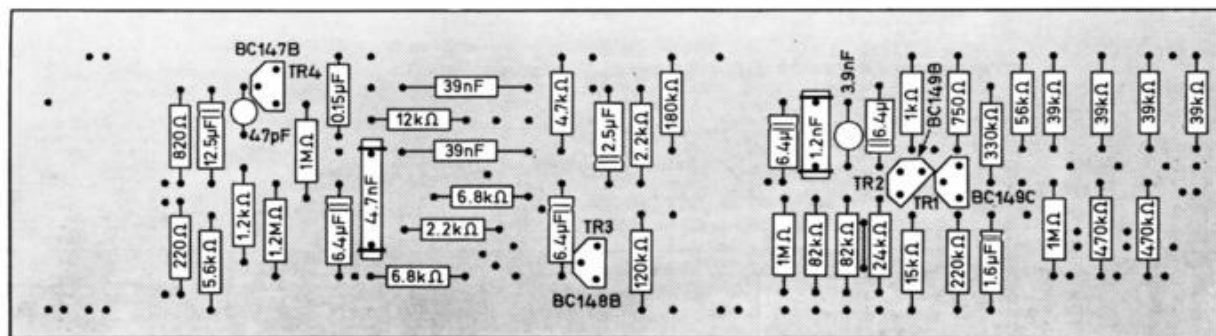 BC147B
TR4
0.15µF
39nF
4.7kΩ
180kΩ
3.9nF
6.4µ
1kΩ
BC149B
750Ω
56kΩ
39kΩ
39kΩ
39kΩ
39kΩ
820Ω
12.5µF
47pF
1MΩ
12kΩ
39nF
2.5µF
2.2kΩ
6.4µ
1.2nF
330kΩ
4.7nF
6.8kΩ
TR2
TR1
BC149C
220Ω
5.6kΩ
1.2kΩ
1.2MΩ
6.4µF
2.2kΩ
6.8kΩ
6.4µF
TR3
BC148B
120kΩ
1MΩ
82kΩ
82kΩ
24kΩ
15kΩ
220kΩ
1.6µF
1MΩ
470kΩ
470kΩ